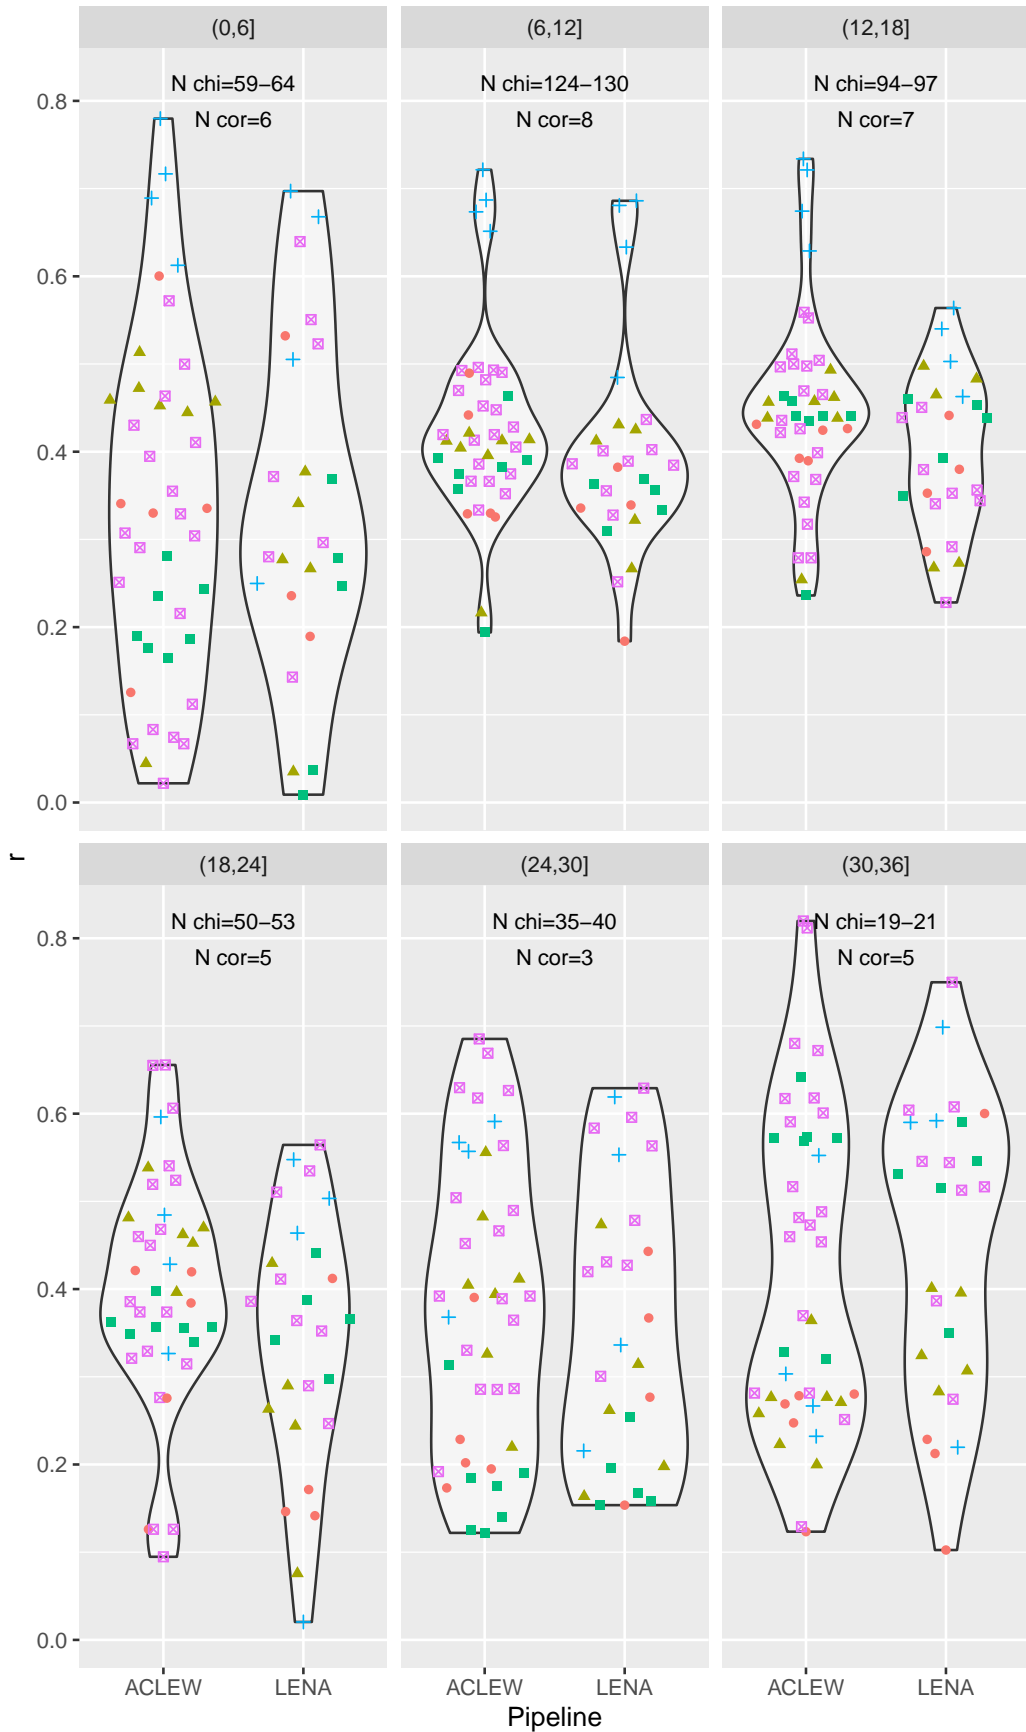 (0,6]
(6,12]
(12,18]
N chi=59−64
N cor=6
N chi=124−130
N cor=8
N chi=94−97
N cor=7
0.8
0.6
0.4
0.2
0.0
r
(18,24]
(24,30]
(30,36]
N chi=50−53
N cor=5
N chi=35−40
N cor=3
N chi=19−21
N cor=5
0.8
0.6
0.4
0.2
0.0
ACLEW LENA ACLEW LENA ACLEW LENA
Pipeline